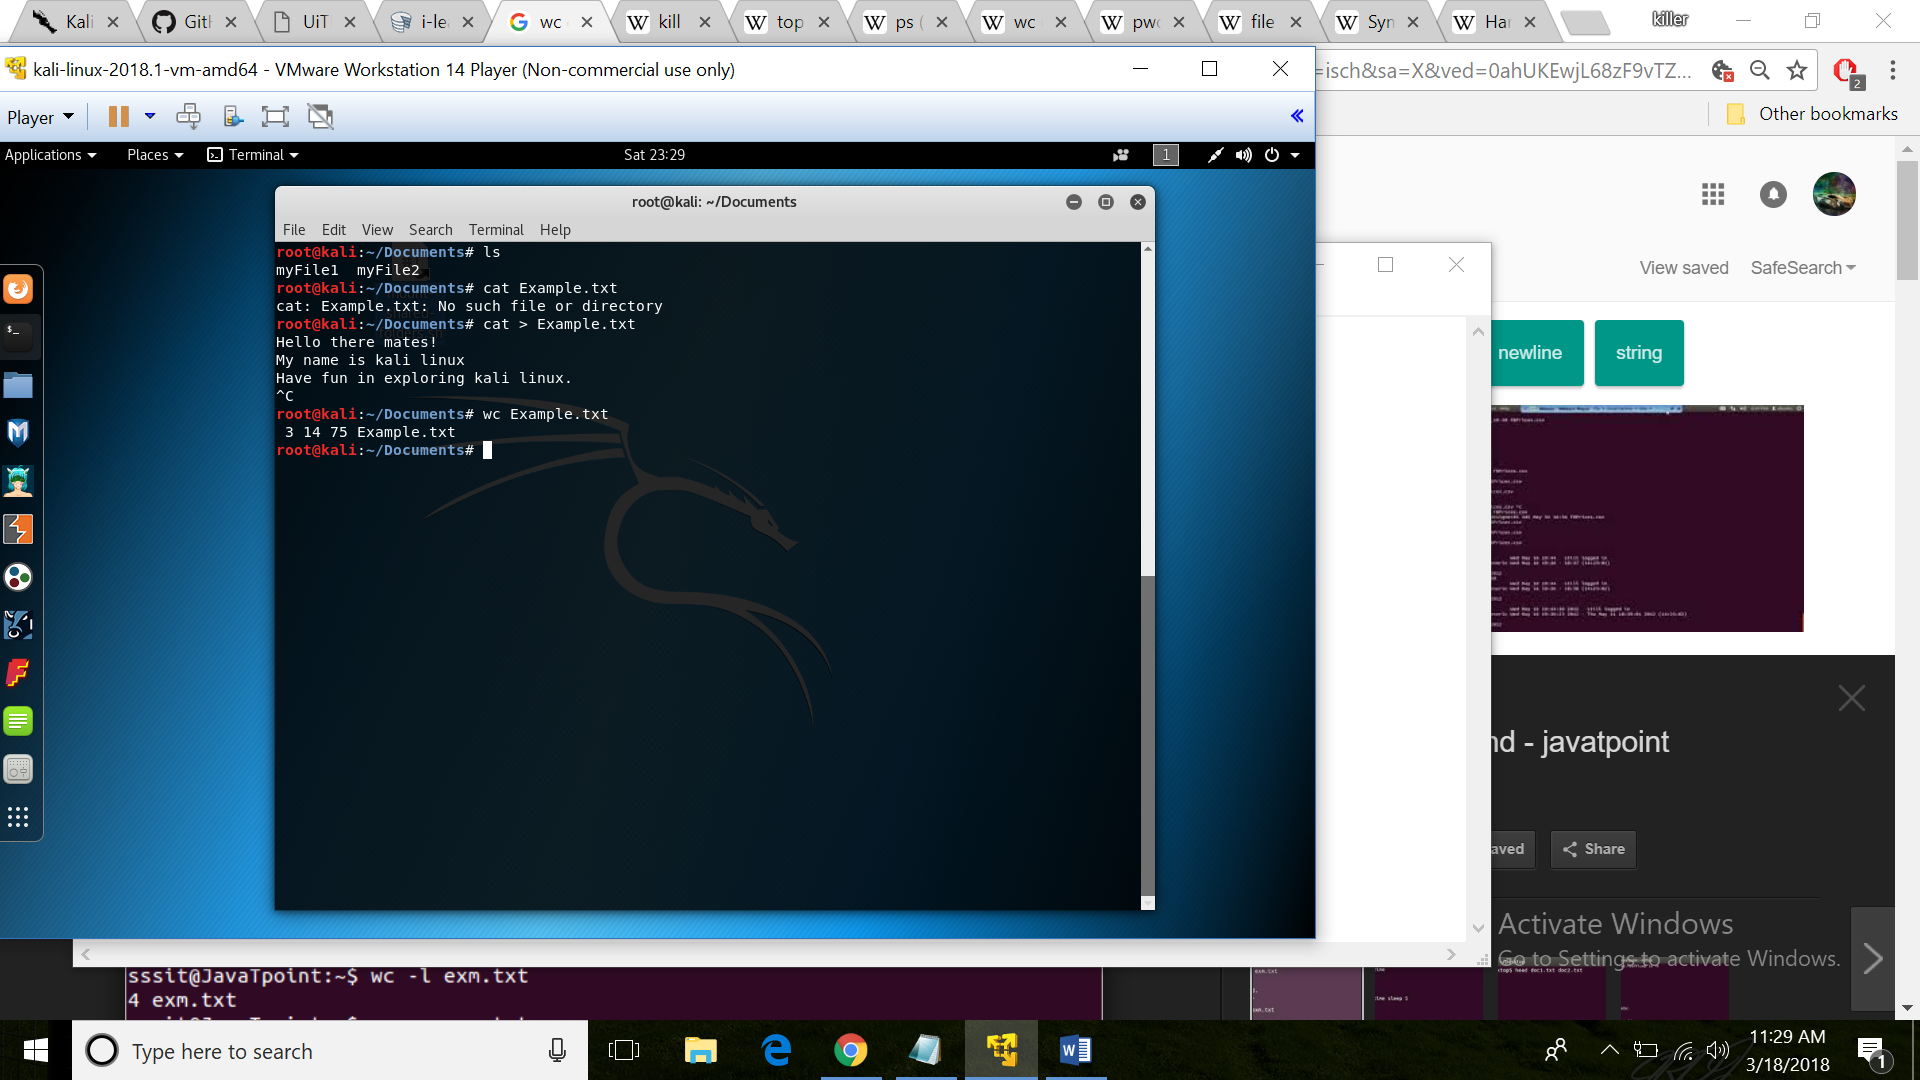 Kali
Git
UiT
i-lea
wc
kill
top
ps (
wc
pwc
file
Syn
Har
killer
kali-linux-2018.1-vm-amd64 - VMware Workstation 14 Player (Non-commercial use only)
=isch&sa=X&ved=0ahUKEwjL68zF9vTZ...
2
Player
Other bookmarks
Applications
Places
Terminal
Sat 23:29
1
root@kali: ~/Documents
File Edit View Search Terminal Help
root@kali:~/Documents# ls
myFile1  myFile2
root@kali:~/Documents# cat Example.txt
cat: Example.txt: No such file or directory
root@kali:~/Documents# cat > Example.txt
Hello there mates!
My name is kali linux
Have fun in exploring kali linux.
^C
root@kali:~/Documents# wc Example.txt
 3 14 75 Example.txt
root@kali:~/Documents#
View saved
SafeSearch
newline
string
nd - javatpoint
aved
Share
Activate Windows
Go to Settings to activate Windows.
sssit@JavaTpoint:~$ wc -l exm.txt
4 exm.txt
Type here to search
11:29 AM
3/18/2018
1